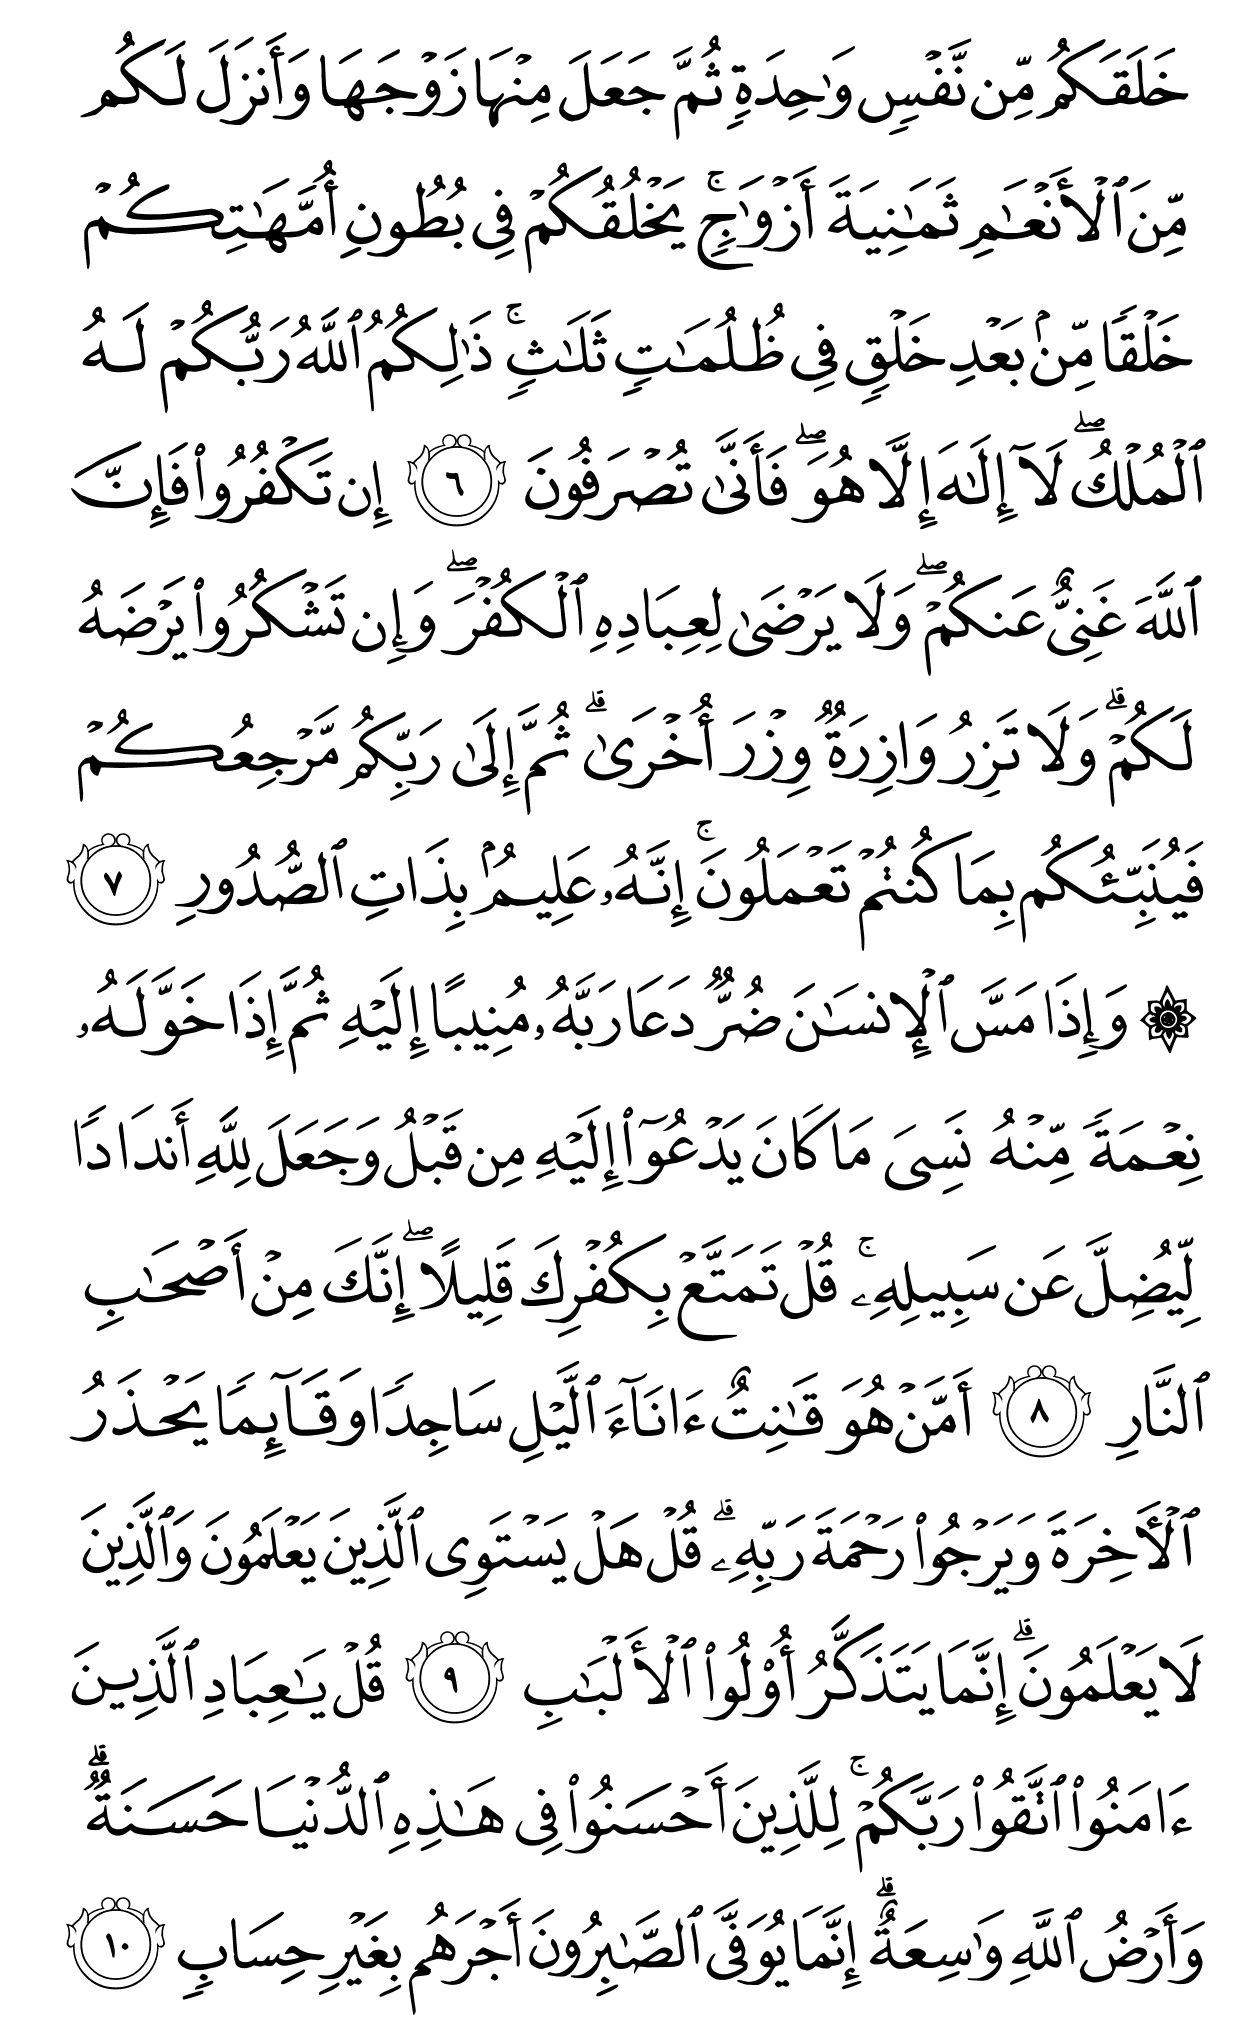 خَلَقَكُم مِّن نَّفْسٍ وَٰحِدَةٍ ثُمَّ جَعَلَ مِنْهَا زَوْجَهَا وَأَنزَلَ لَكُم
مِّنَ ٱلْأَنْعَـٰمِ ثَمَـٰنِيَةَ أَزْوَٰجٍ ۚ يَخْلُقُكُمْ فِى بُطُونِ أُمَّهَـٰتِكُمْ
خَلْقًا مِّنۢ بَعْدِ خَلْقٍ فِى ظُلُمَـٰتٍ ثَلَـٰثٍ ۚ ذَٰلِكُمُ ٱللَّهُ رَبُّكُمْ لَهُ
ٱلْمُلْكُ ۖ لَآ إِلَـٰهَ إِلَّا هُوَ ۖ فَأَنَّىٰ تُصْرَفُونَ ٦ إِن تَكْفُرُوا۟ فَإِنَّ
ٱللَّهَ غَنِىٌّ عَنكُمْ ۖ وَلَا يَرْضَىٰ لِعِبَادِهِ ٱلْكُفْرَ ۖ وَإِن تَشْكُرُوا۟ يَرْضَهُ
لَكُمْ ۗ وَلَا تَزِرُ وَازِرَةٌ وِزْرَ أُخْرَىٰ ۗ ثُمَّ إِلَىٰ رَبِّكُم مَّرْجِعُكُمْ
فَيُنَبِّئُكُم بِمَا كُنتُمْ تَعْمَلُونَ ۚ إِنَّهُۥ عَلِيمٌۢ بِذَاتِ ٱلصُّدُورِ ٧
۞ وَإِذَا مَسَّ ٱلْإِنسَـٰنَ ضُرٌّ دَعَا رَبَّهُۥ مُنِيبًا إِلَيْهِ ثُمَّ إِذَا خَوَّلَهُۥ
نِعْمَةً مِّنْهُ نَسِىَ مَا كَانَ يَدْعُوٓا۟ إِلَيْهِ مِن قَبْلُ وَجَعَلَ لِلَّهِ أَندَادًا
لِّيُضِلَّ عَن سَبِيلِهِۦ ۚ قُلْ تَمَتَّعْ بِكُفْرِكَ قَلِيلًا ۖ إِنَّكَ مِنْ أَصْحَـٰبِ
ٱلنَّارِ ٨ أَمَّنْ هُوَ قَـٰنِتٌ ءَانَآءَ ٱلَّيْلِ سَاجِدًا وَقَآئِمًا يَحْذَرُ
ٱلْـَٔاخِرَةَ وَيَرْجُوا۟ رَحْمَةَ رَبِّهِۦ ۗ قُلْ هَلْ يَسْتَوِى ٱلَّذِينَ يَعْلَمُونَ وَٱلَّذِينَ
لَا يَعْلَمُونَ ۗ إِنَّمَا يَتَذَكَّرُ أُو۟لُوا۟ ٱلْأَلْبَـٰبِ ٩ قُلْ يَـٰعِبَادِ ٱلَّذِينَ
ءَامَنُوا۟ ٱتَّقُوا۟ رَبَّكُمْ ۚ لِلَّذِينَ أَحْسَنُوا۟ فِى هَـٰذِهِ ٱلدُّنْيَا حَسَنَةٌ ۗ
وَأَرْضُ ٱللَّهِ وَٰسِعَةٌ ۗ إِنَّمَا يُوَفَّى ٱلصَّـٰبِرُونَ أَجْرَهُم بِغَيْرِ حِسَابٍ ١٠